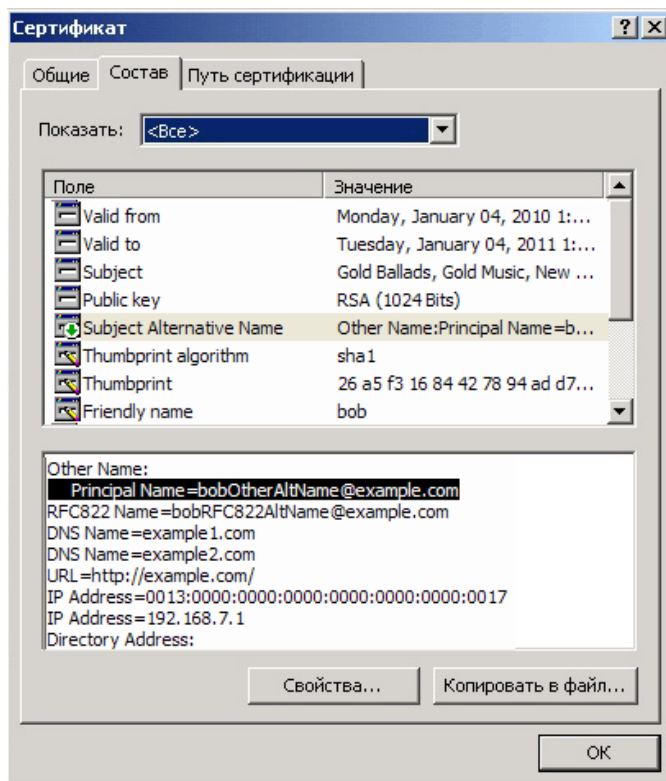 Сертификат
Общие Состав Путь сертификации
Показать: <Все>
Поле Значение
Valid from Monday, January 04, 2010 1:...
Valid to Tuesday, January 04, 2011 1:...
Subject Gold Ballads, Gold Music, New ...
Public key RSA (1024 Bits)
Subject Alternative Name Other Name:Principal Name=b...
Thumbprint algorithm sha1
Thumbprint 26 a5 f3 16 84 42 78 94 ad d7...
Friendly name bob
Other Name:
Principal Name=bobOtherAltName@example.com
RFC822 Name=bobRFC822AltName@example.com
DNS Name=example1.com
DNS Name=example2.com
URL=http://example.com/
IP Address=0013:0000:0000:0000:0000:0000:0000:0017
IP Address=192.168.7.1
Directory Address:
Свойства... Копировать в файл...
OK